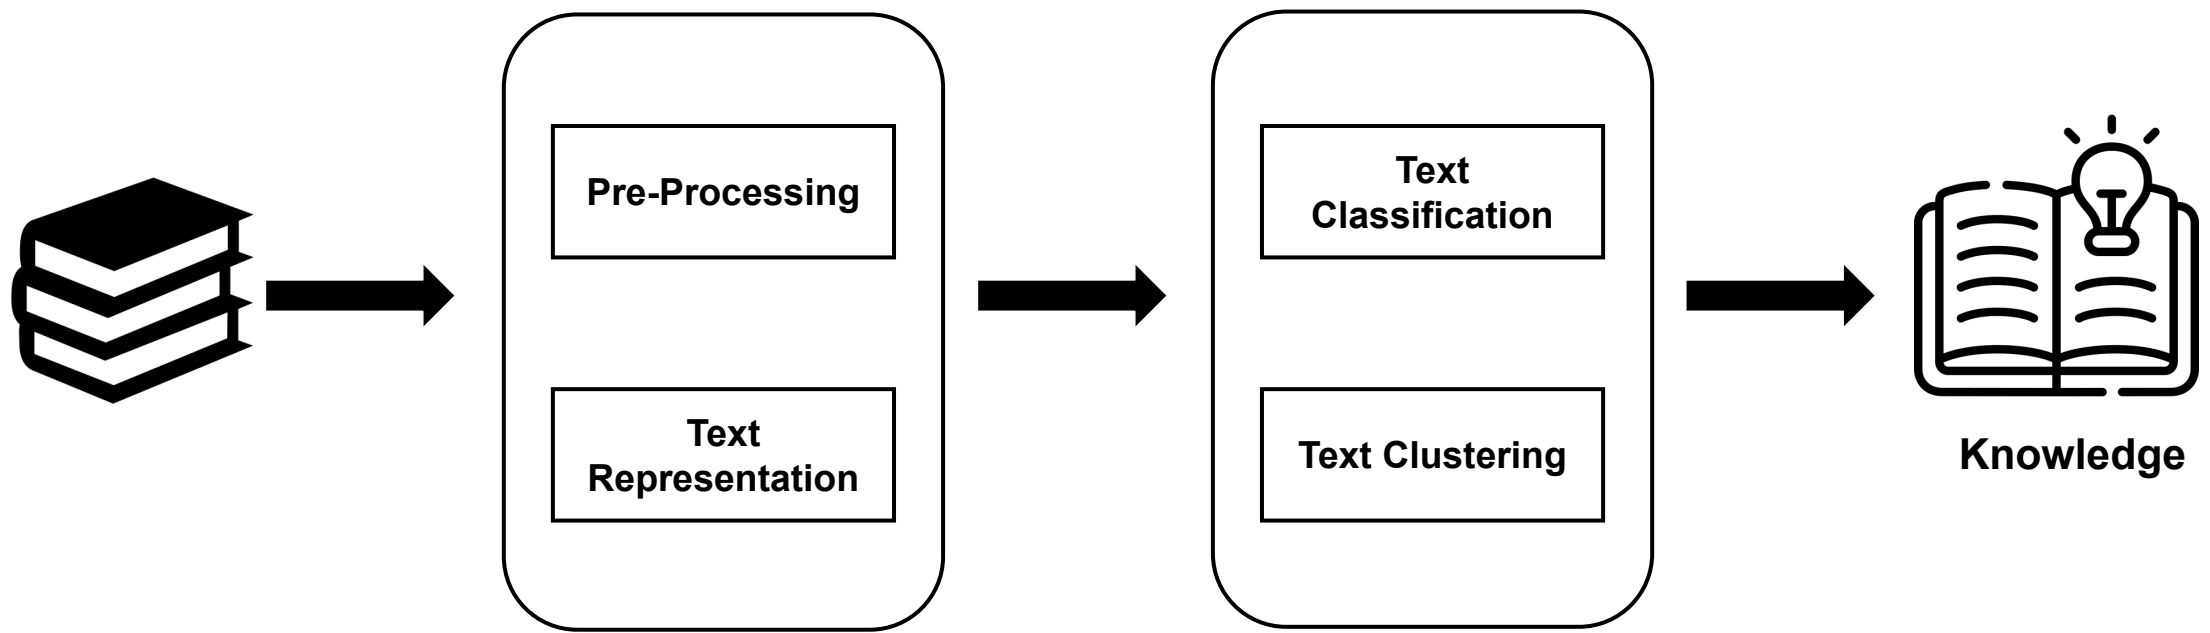 Pre-Processing
Text
Representation
Text
Classification
Text Clustering
Knowledge